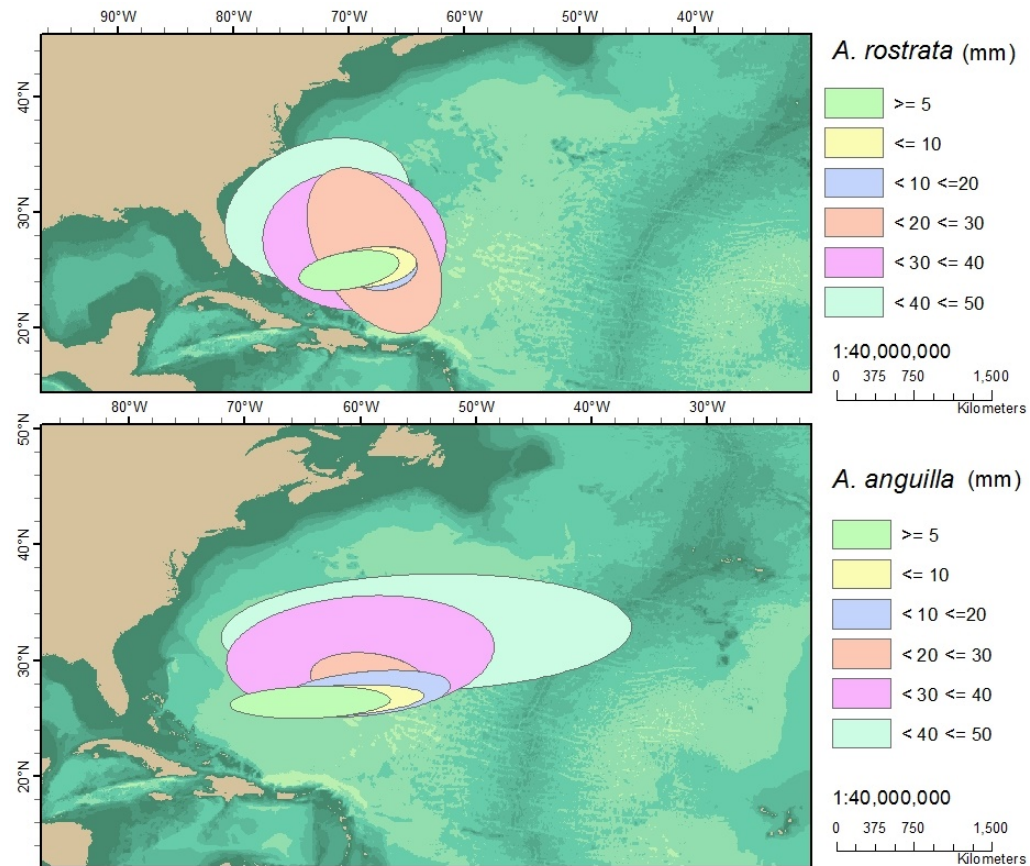 90°W 80°W 70°W 60°W 50°W 40°W
40°N
30°N
20°N
A. rostrata (mm)
>= 5
<= 10
< 10 <=20
< 20 <= 30
< 30 <= 40
< 40 <= 50
1:40,000,000
0 375 750 1,500
Kilometers
80°W 70°W 60°W 50°W 40°W 30°W
50°N
40°N
30°N
20°N
A. anguilla (mm)
>= 5
<= 10
< 10 <=20
< 20 <= 30
< 30 <= 40
< 40 <= 50
1:40,000,000
0 375 750 1,500
Kilometers